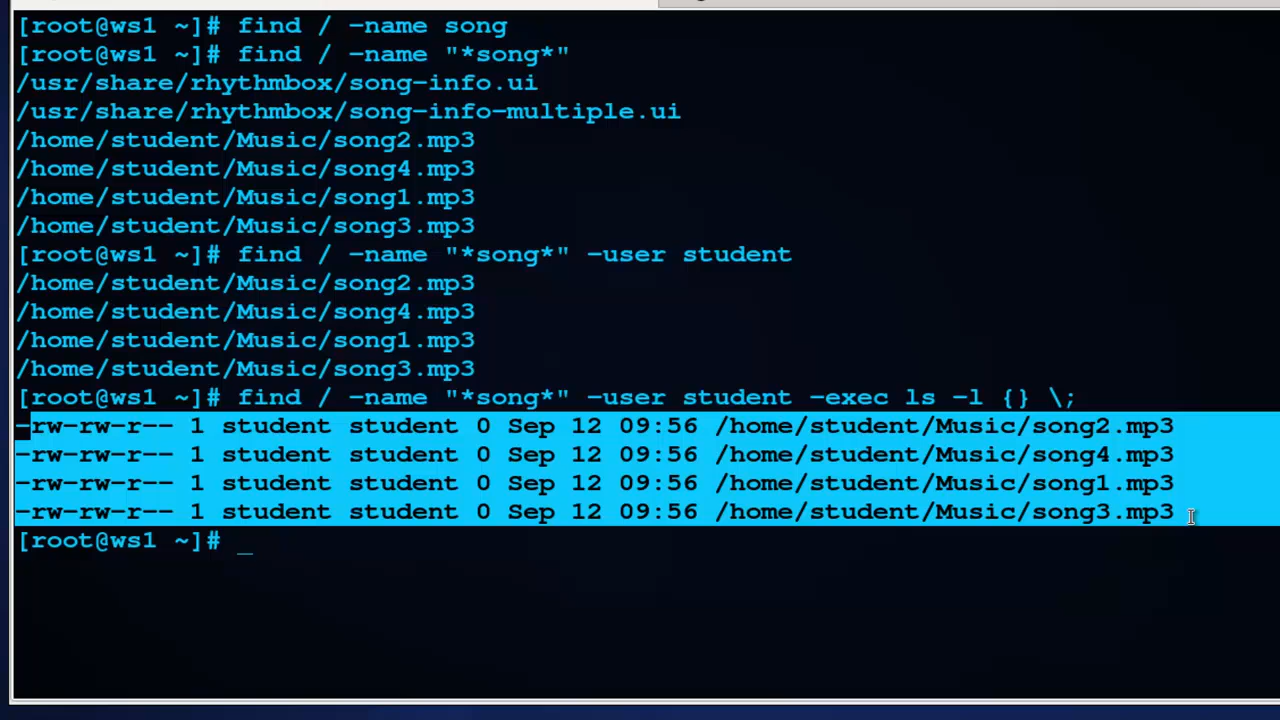 [root@ws1 ~]# find / -name song
[root@ws1 ~]# find / -name "*song*"
/usr/share/rhythmbox/song-info.ui
/usr/share/rhythmbox/song-info-multiple.ui
/home/student/Music/song2.mp3
/home/student/Music/song4.mp3
/home/student/Music/song1.mp3
/home/student/Music/song3.mp3
[root@ws1 ~]# find / -name "*song*" -user student
/home/student/Music/song2.mp3
/home/student/Music/song4.mp3
/home/student/Music/song1.mp3
/home/student/Music/song3.mp3
[root@ws1 ~]# find / -name "*song*" -user student -exec ls -l {} \;
-rw-rw-r-- 1 student student 0 Sep 12 09:56 /home/student/Music/song2.mp3
-rw-rw-r-- 1 student student 0 Sep 12 09:56 /home/student/Music/song4.mp3
-rw-rw-r-- 1 student student 0 Sep 12 09:56 /home/student/Music/song1.mp3
-rw-rw-r-- 1 student student 0 Sep 12 09:56 /home/student/Music/song3.mp3
[root@ws1 ~]# _